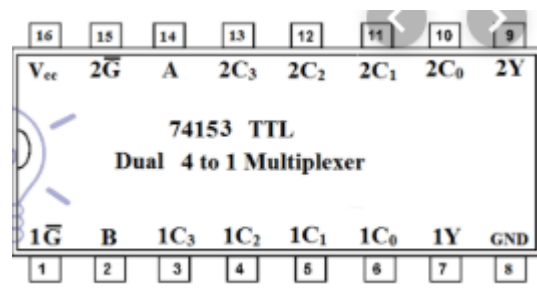 16 15 14 13 12 11 10 9
Vcc 2G̅ A 2C₃ 2C₂ 2C₁ 2C₀ 2Y
74153 TTL
Dual 4 to 1 Multiplexer
1G̅ B 1C₃ 1C₂ 1C₁ 1C₀ 1Y GND
1 2 3 4 5 6 7 8